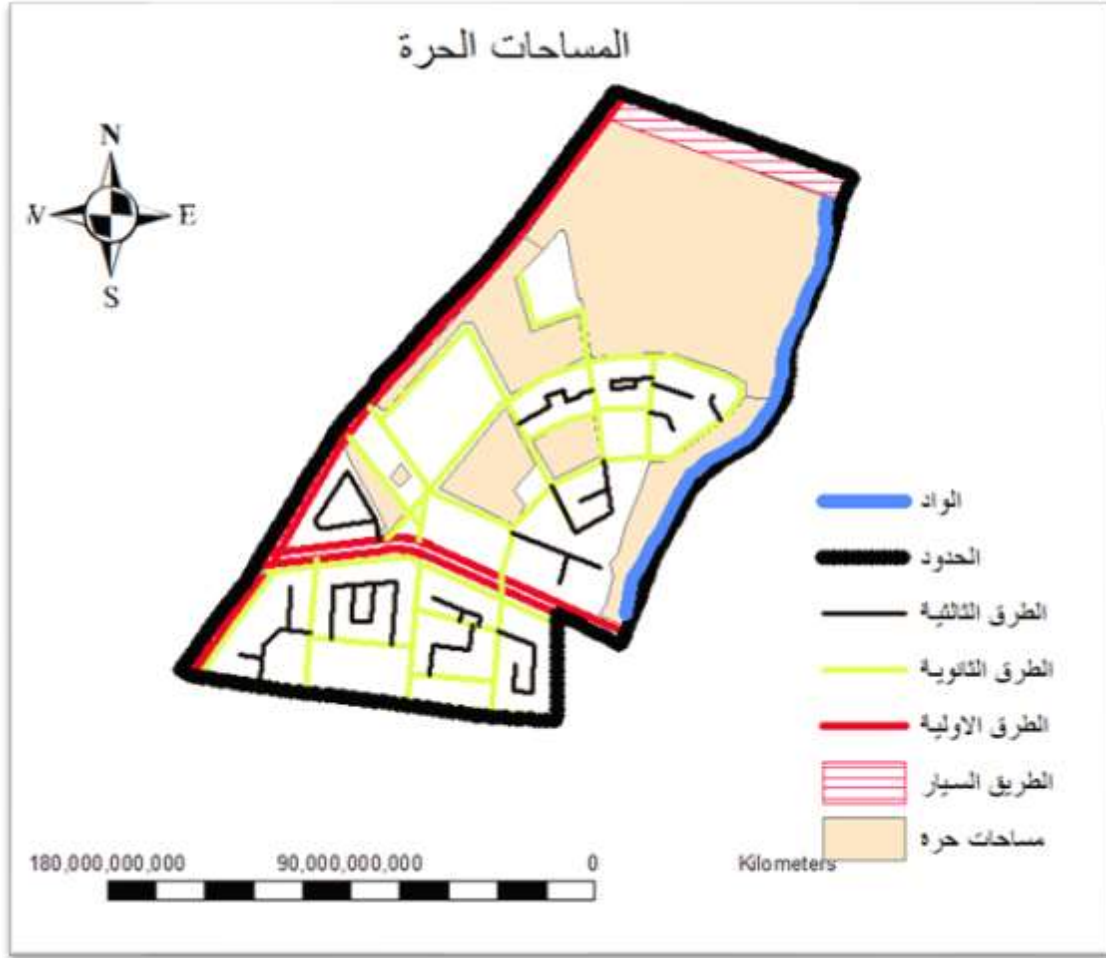 المساحات الحرة
N
E
S
الواد
الحدود
الطرق الثالثية
الطرق الثانوية
الطرق الاولية
الطريق السيار
مساحات حره
180,000,000,000 90,000,000,000 0 Kilometers